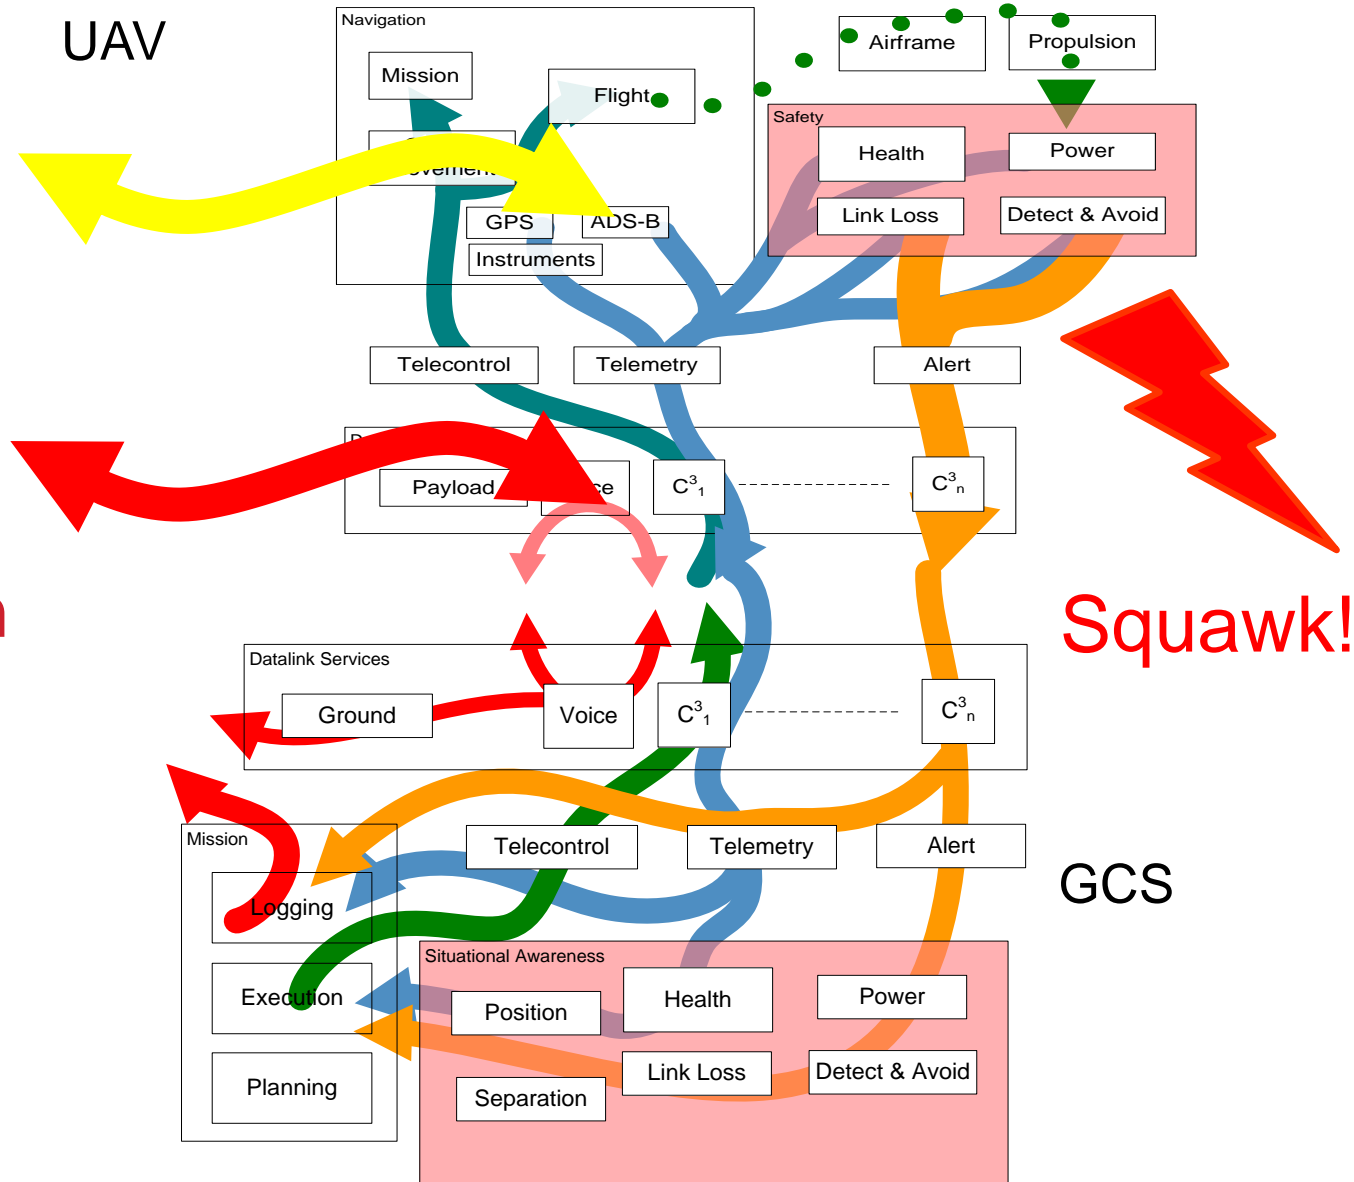 UAV
Navigation
Mission
Flight
GPS
ADS-B
Instruments
Airframe
Propulsion
Safety
Health
Power
Link Loss
Detect & Avoid
Telecontrol
Telemetry
Alert
Payload
C³₁
C³ₙ
Squawk!
Datalink Services
Ground
Voice
C³₁
C³ₙ
Telecontrol
Telemetry
Alert
GCS
Mission
Logging
Execution
Planning
Situational Awareness
Position
Health
Power
Link Loss
Detect & Avoid
Separation